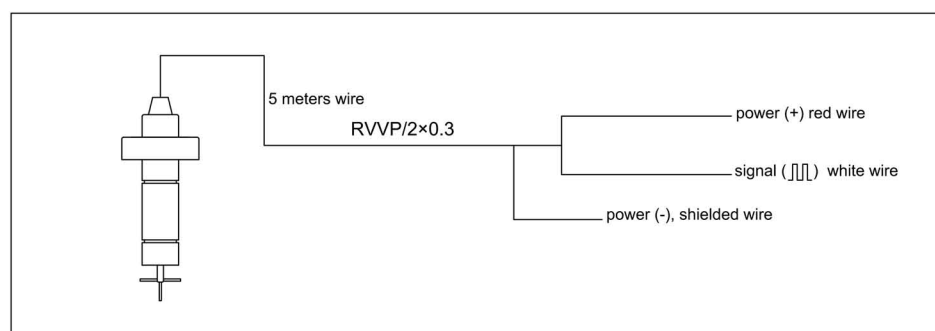 5 meters wire
RVVP/2×0.3
power (+) red wire
signal ( ) white wire
power (-), shielded wire